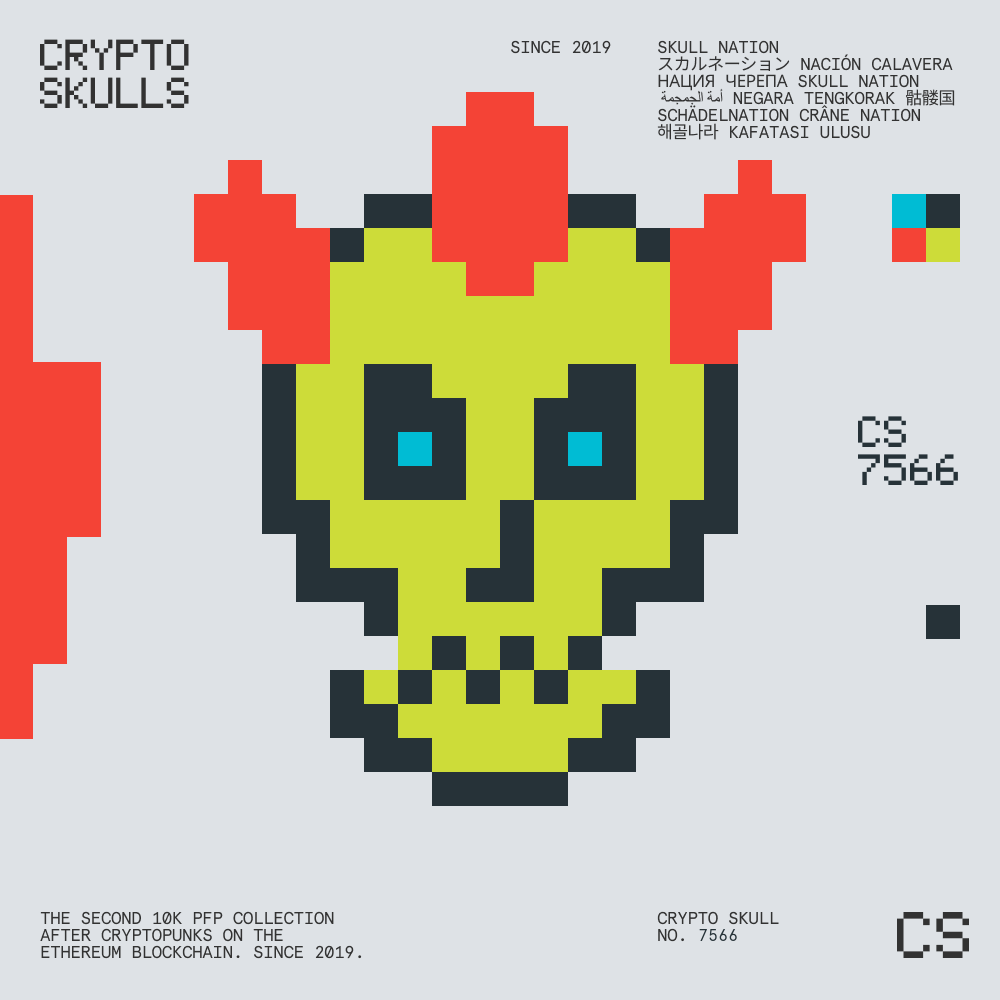 CRYPTO
SKULLS
SINCE 2019
SKULL NATION
スカルネーション NACIÓN CALAVERA
НАЦИЯ ЧЕРЕПА SKULL NATION
أمة الجمجمة NEGARA TENGKORAK 骷髅国
SCHÄDELNATION CRÂNE NATION
해골나라 KAFATASI ULUSU
CS
7566
THE SECOND 10K PFP COLLECTION
AFTER CRYPTOPUNKS ON THE
ETHEREUM BLOCKCHAIN. SINCE 2019.
CRYPTO SKULL
NO. 7566
CS